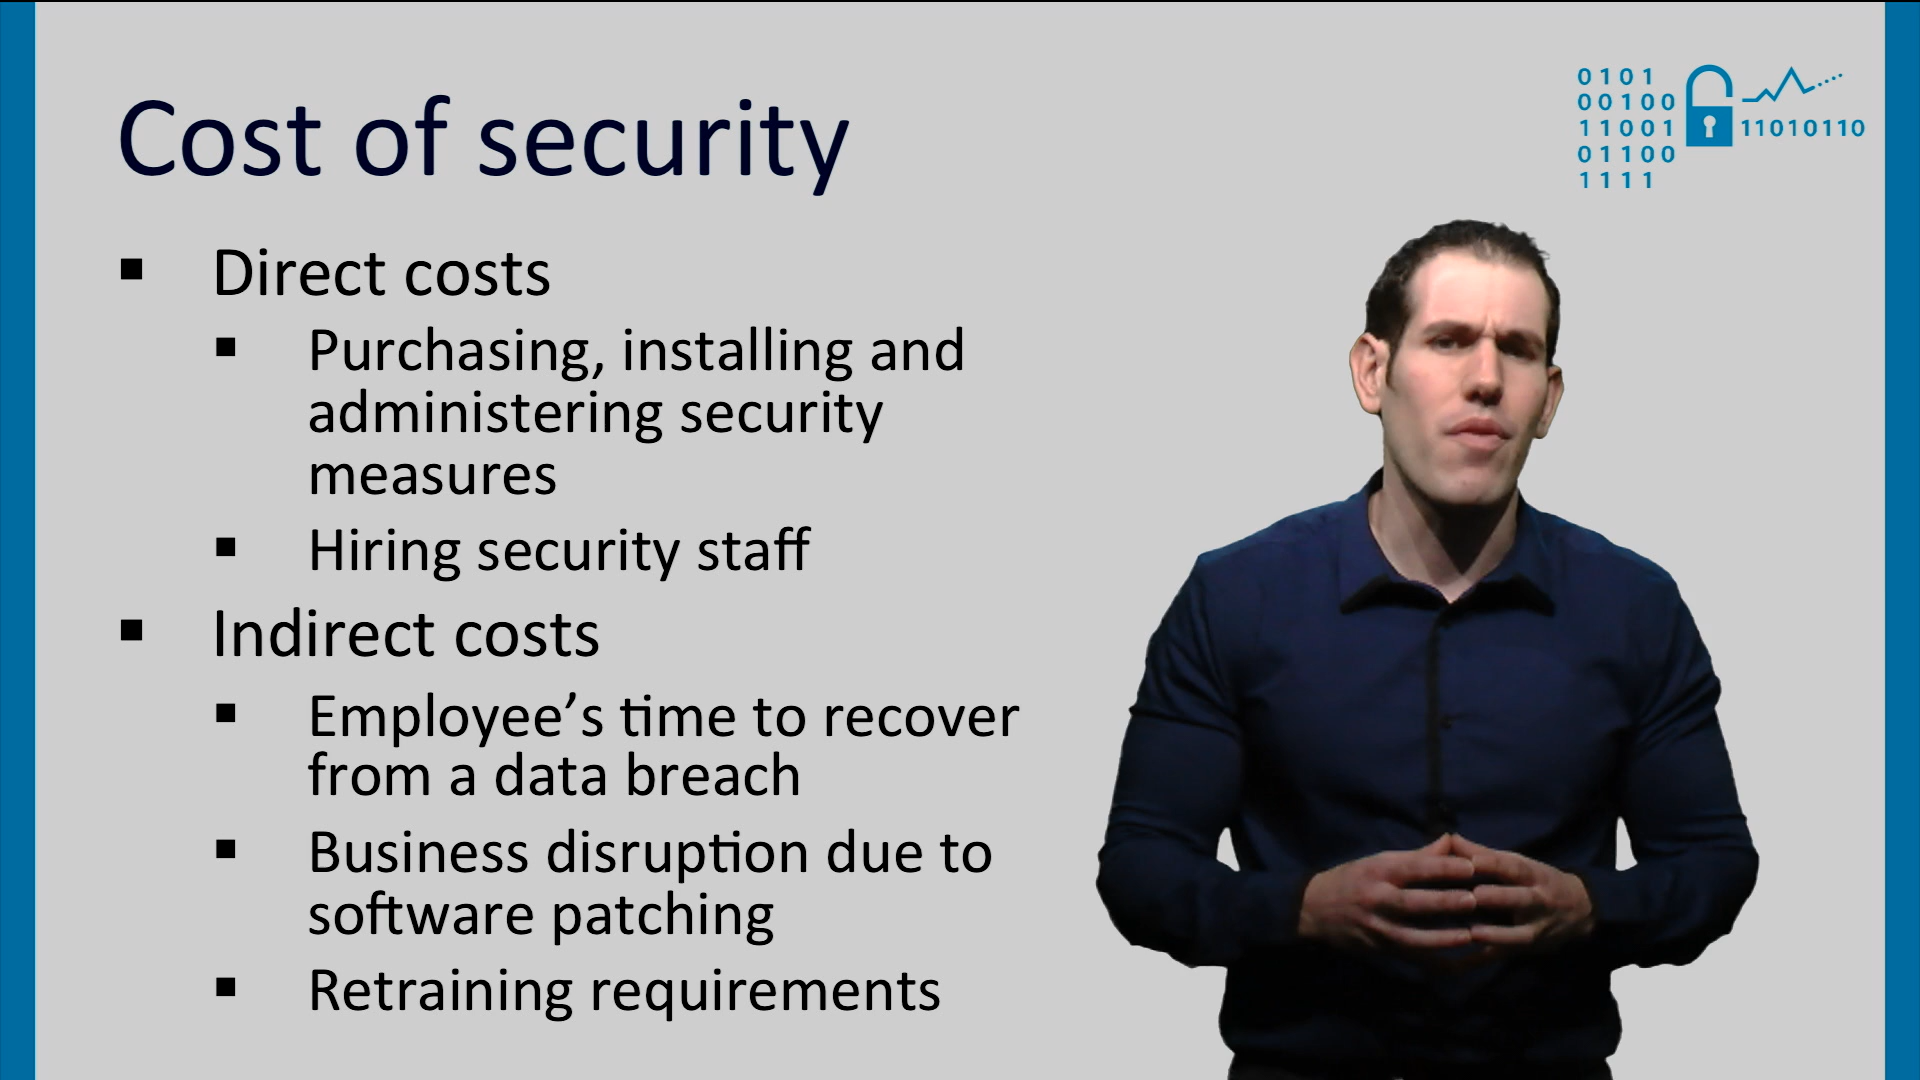 Cost of security
0101
00100
11001
01100
1111
11010110
▪ Direct costs
▪ Purchasing, installing and
administering security
measures
▪ Hiring security staff
▪ Indirect costs
▪ Employee’s time to recover
from a data breach
▪ Business disruption due to
software patching
▪ Retraining requirements